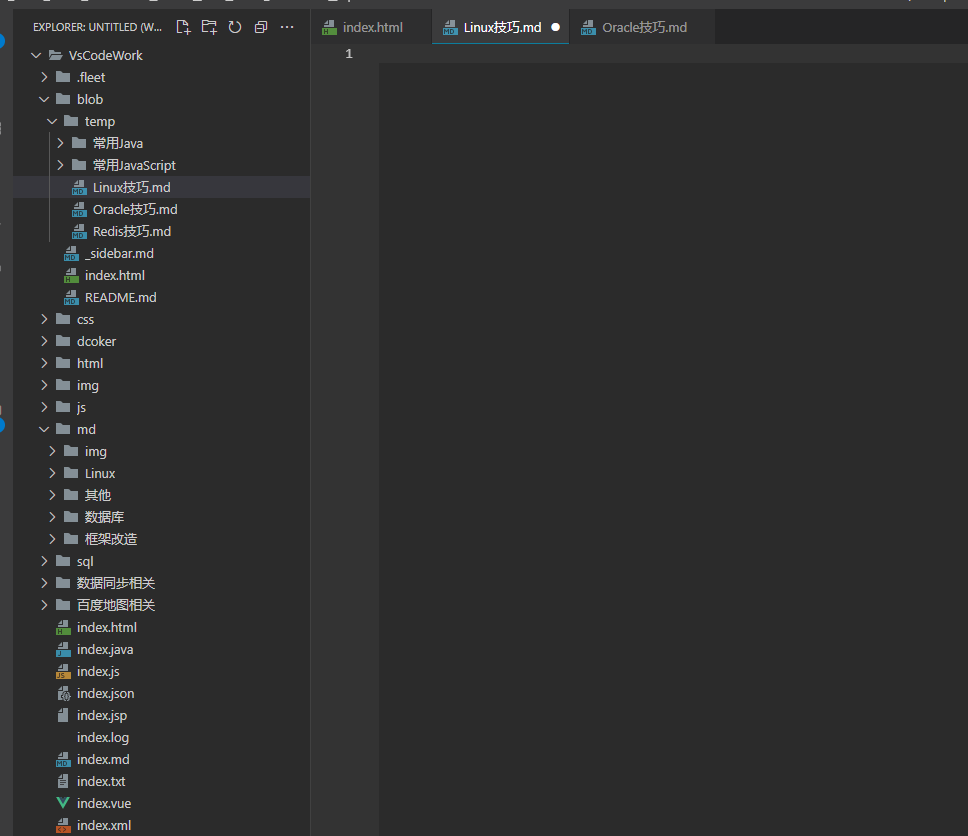 EXPLORER: UNTITLED (W...
index.html
Linux技巧.md
Oracle技巧.md
1
VsCodeWork
.fleet
blob
temp
常用Java
常用JavaScript
Linux技巧.md
Oracle技巧.md
Redis技巧.md
_sidebar.md
index.html
README.md
css
dcoker
html
img
js
md
img
Linux
其他
数据库
框架改造
sql
数据同步相关
百度地图相关
index.html
index.java
index.js
index.json
index.jsp
index.log
index.md
index.txt
index.vue
index.xml